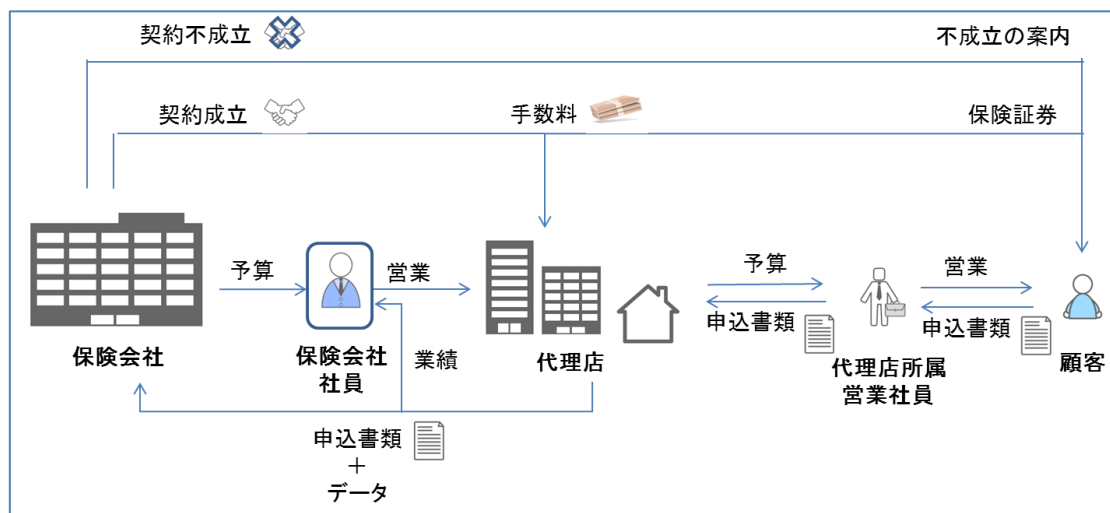 契約不成立
不成立の案内
契約成立
手数料
保険証券
予算
営業
予算
営業
申込書類
申込書類
保険会社
保険会社
社員
業績
代理店
代理店所属
営業社員
顧客
申込書類
＋
データ